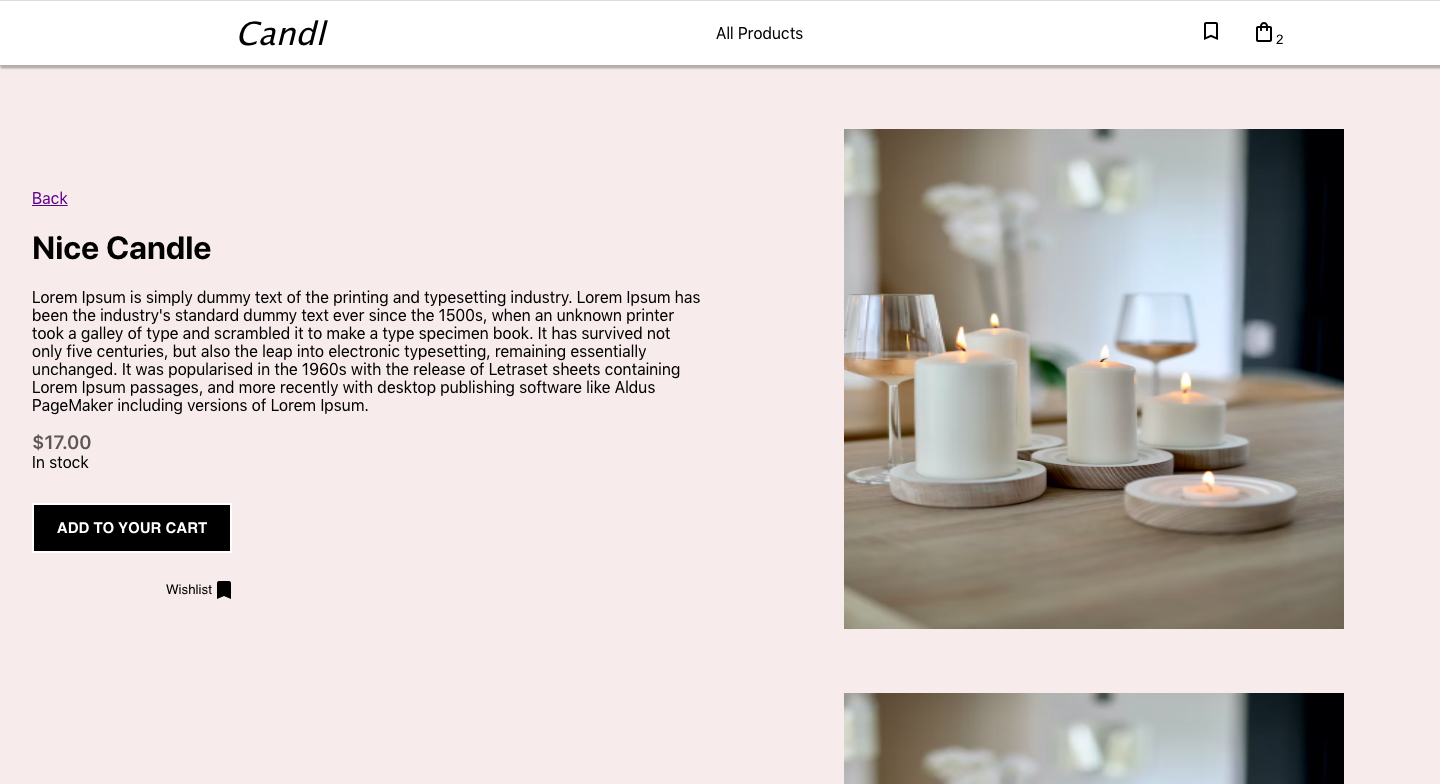 Candl
All Products
2
Back
Nice Candle
Lorem Ipsum is simply dummy text of the printing and typesetting industry. Lorem Ipsum has
been the industry's standard dummy text ever since the 1500s, when an unknown printer
took a galley of type and scrambled it to make a type specimen book. It has survived not
only five centuries, but also the leap into electronic typesetting, remaining essentially
unchanged. It was popularised in the 1960s with the release of Letraset sheets containing
Lorem Ipsum passages, and more recently with desktop publishing software like Aldus
PageMaker including versions of Lorem Ipsum.
$17.00
In stock
ADD TO YOUR CART
Wishlist